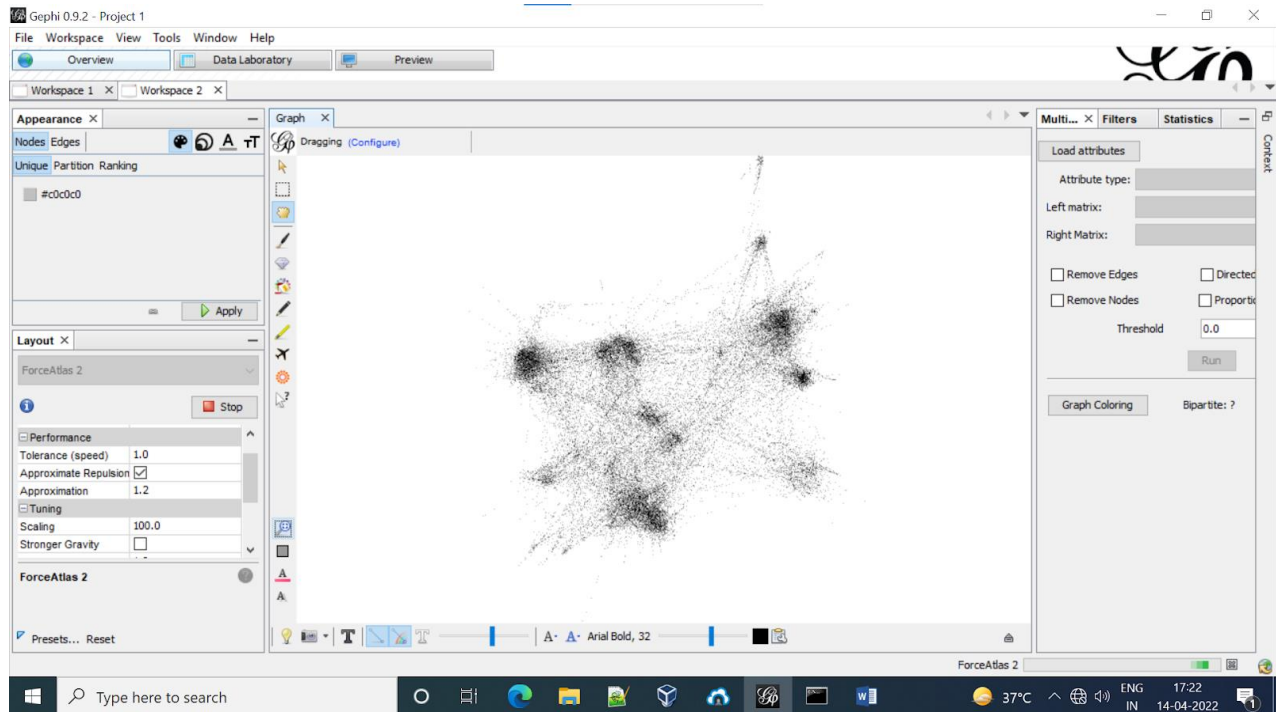 Gephi 0.9.2 - Project 1
File Workspace View Tools Window Help
Overview Data Laboratory Preview
Workspace 1 Workspace 2
Appearance
Nodes Edges
Unique Partition Ranking
#c0c0c0
Apply
Layout
ForceAtlas 2
Stop
Performance
Tolerance (speed) 1.0
Approximate Repulsion
Approximation 1.2
Tuning
Scaling 100.0
Stronger Gravity
ForceAtlas 2
Presets... Reset
Graph
Dragging (Configure)
A- A- Arial Bold, 32
Multi... Filters Statistics
Load attributes
Attribute type:
Left matrix:
Right Matrix:
Remove Edges Directed
Remove Nodes Proportio
Threshold 0.0
Run
Graph Coloring Bipartite: ?
Context
ForceAtlas 2
Type here to search
37°C ENG 17:22
IN 14-04-2022
1